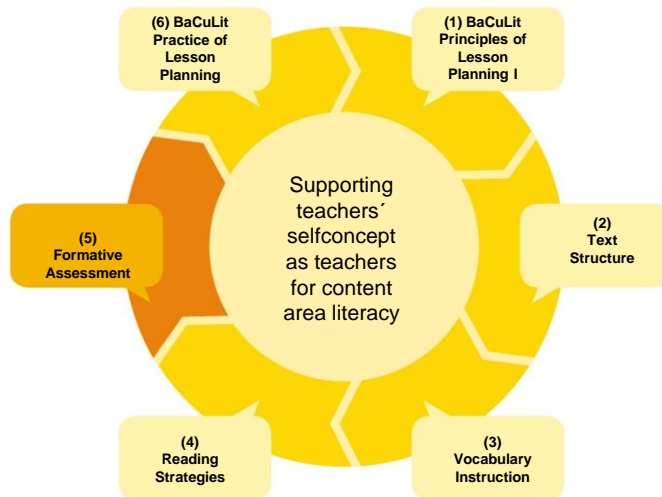 (6) BaCuLit
Practice of
Lesson
Planning
(1) BaCuLit
Principles of
Lesson
Planning I
(2)
Text
Structure
(3)
Vocabulary
Instruction
(4)
Reading
Strategies
(5)
Formative
Assessment
Supporting
teachers´
selfconcept
as teachers
for content
area literacy